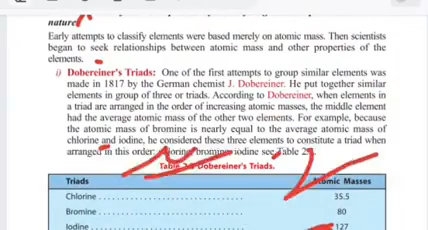 nature
Early attempts to classify elements were based merely on atomic mass. Then scientists
began to seek relationships between atomic mass and other properties of the
elements.
i) Dobereiner's Triads: One of the first attempts to group similar elements was
made in 1817 by the German chemist J. Dobereiner. He put together similar
elements in group of three or triads. According to Dobereiner, when elements in
a triad are arranged in the order of increasing atomic masses, the middle element
had the average atomic mass of the other two elements. For example, because
the atomic mass of bromine is nearly equal to the average atomic mass of
chlorine and iodine, he considered these three elements to constitute a triad when
arranged in this order: chlorine, bromine, iodine see Table
Table Dobereiner's Triads.
Triads Atomic Masses
Chlorine 35.5
Bromine 80
Iodine 127